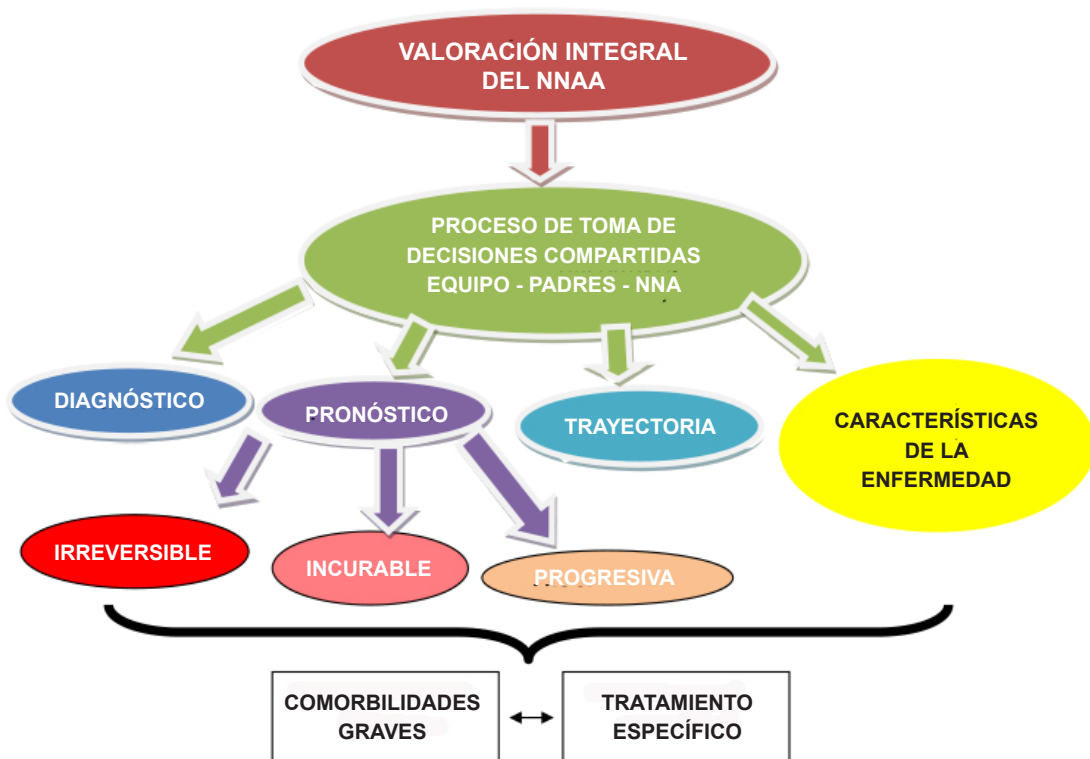 VALORACIÓN INTEGRAL
DEL NNAA
PROCESO DE TOMA DE
DECISIONES COMPARTIDAS
EQUIPO - PADRES - NNA
DIAGNÓSTICO
PRONÓSTICO
TRAYECTORIA
CARACTERÍSTICAS
DE LA
ENFERMEDAD
IRREVERSIBLE
INCURABLE
PROGRESIVA
COMORBILIDADES
GRAVES
TRATAMIENTO
ESPECÍFICO